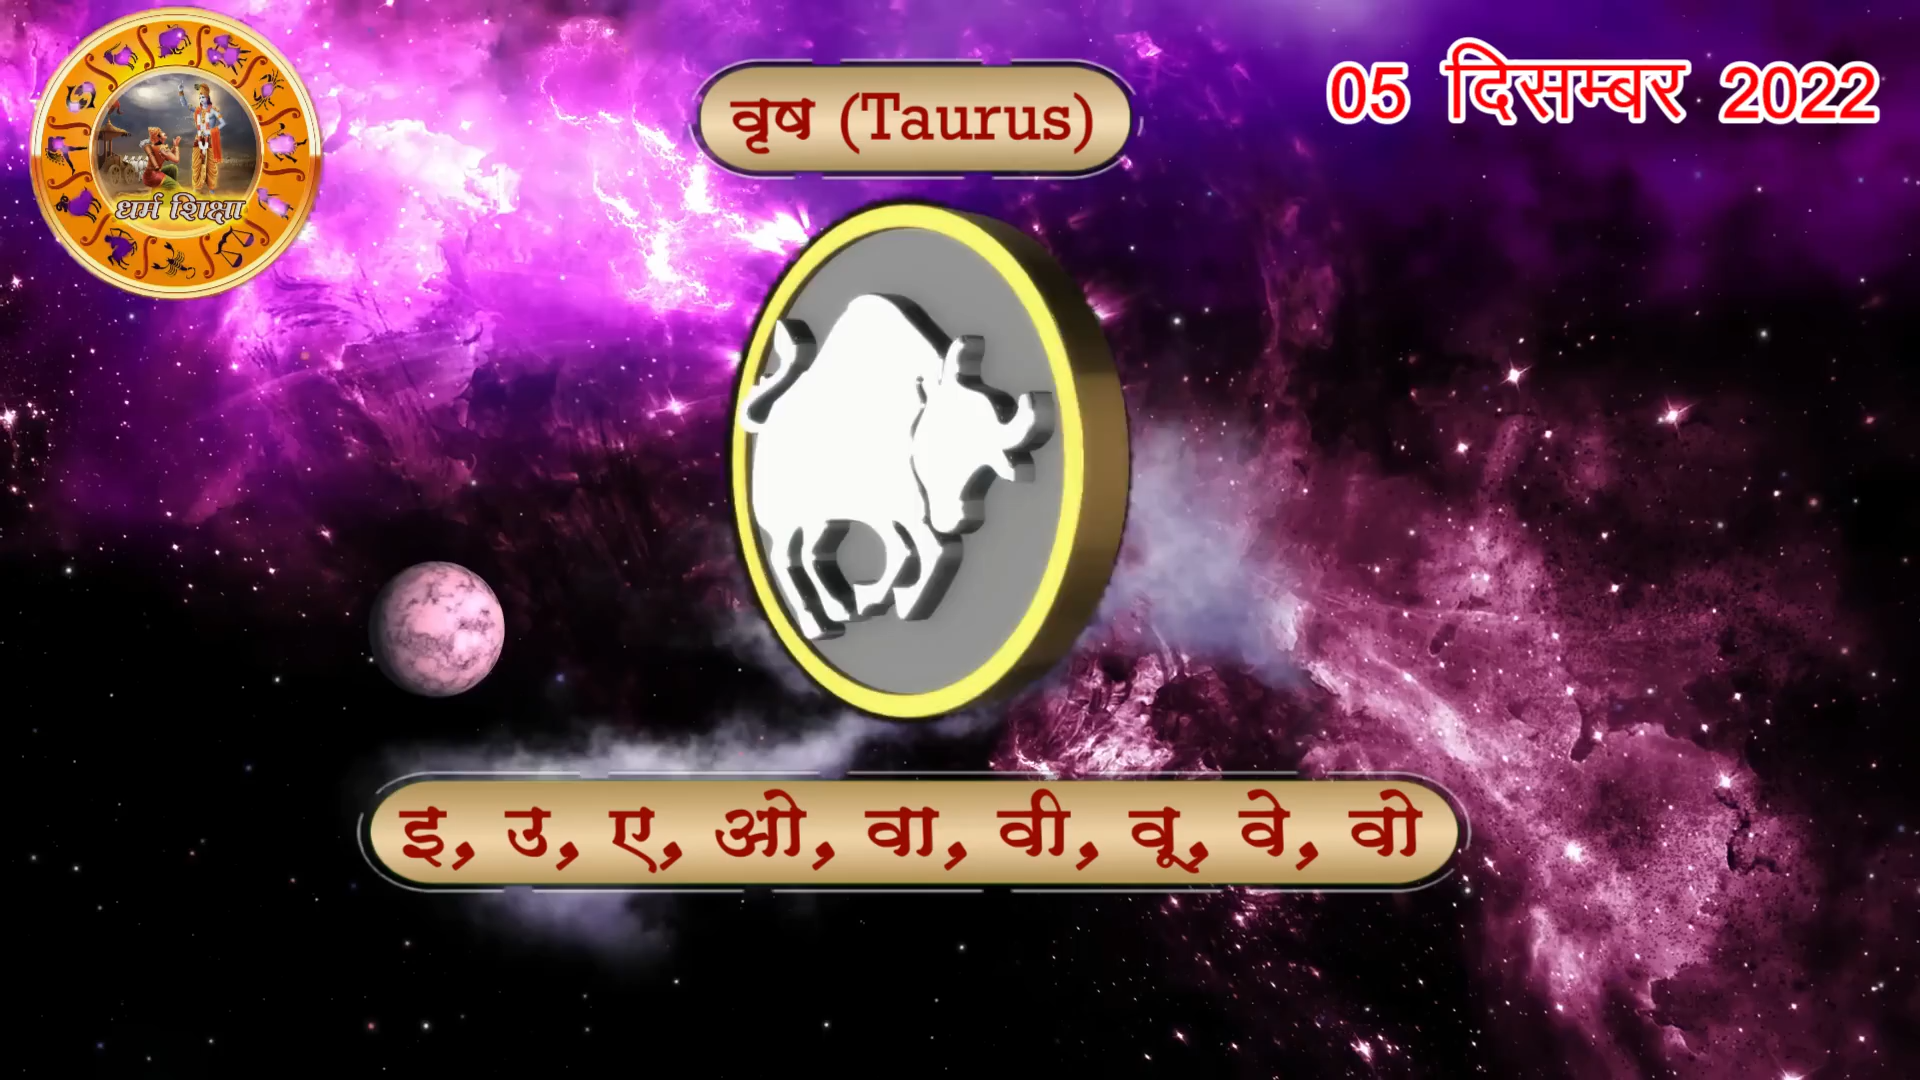 धर्म शिक्षा
वृष (Taurus)
05 दिसम्बर 2022
इ, उ, ए, ओ, वा, वी, वू, वे, वो